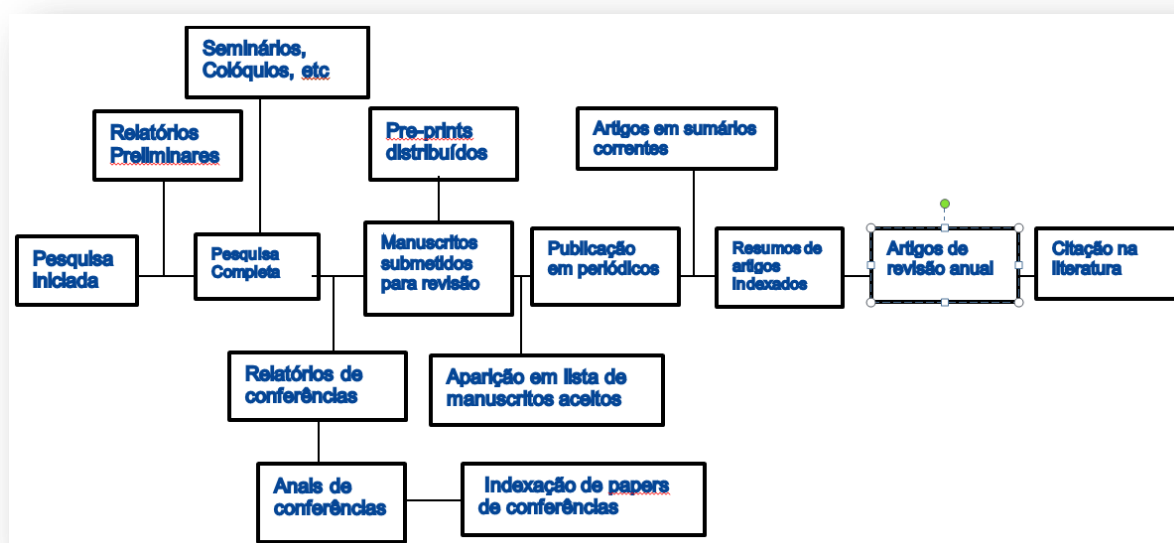 Seminários,
Colóquios, etc
Relatórios
Preliminares
Pre-prints
distribuídos
Artigos em sumários
correntes
Pesquisa
Iniciada
Pesquisa
Completa
Manuscritos
submetidos
para revisão
Publicação
em periódicos
Resumos de
artigos
Indexados
Artigos de
revisão anual
Citação na
literatura
Relatórios de
conferências
Aparição em lista de
manuscritos aceitos
Anais de
conferências
Indexação de papers
de conferências